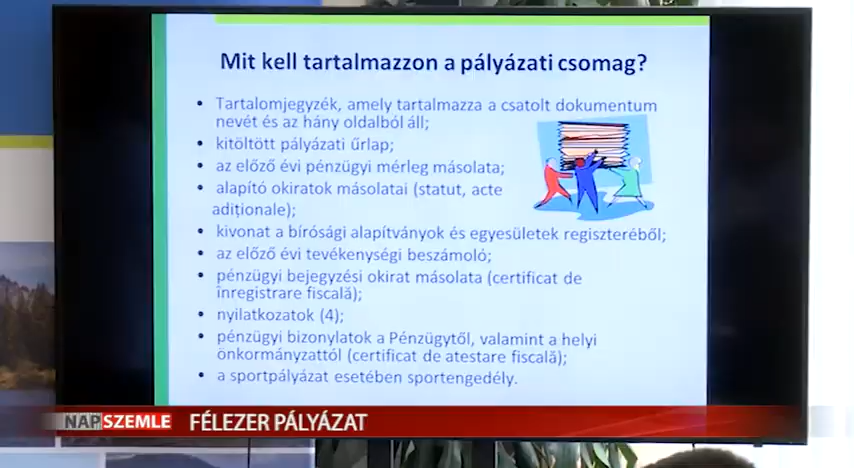 Mit kell tartalmazzon a pályázati csomag?
• Tartalomjegyzék, amely tartalmazza a csatolt dokumentum
nevét és az hány oldalból áll;
• kitöltött pályázati űrlap;
• az előző évi pénzügyi mérleg másolata;
• alapító okiratok másolatai (statut, acte
adiționale);
• kivonat a bírósági alapítványok és egyesületek regiszteréből;
• az előző évi tevékenységi beszámoló;
• pénzügyi bejegyzési okirat másolata (certificat de
înregistrare fiscală);
• nyilatkozatok (4);
• pénzügyi bizonylatok a Pénzügytől, valamint a helyi
önkormányzattól (certificat de atestare fiscală);
• a sportpályázat esetében sportengedély.
NAPSZEMLE FÉLEZER PÁLYÁZAT